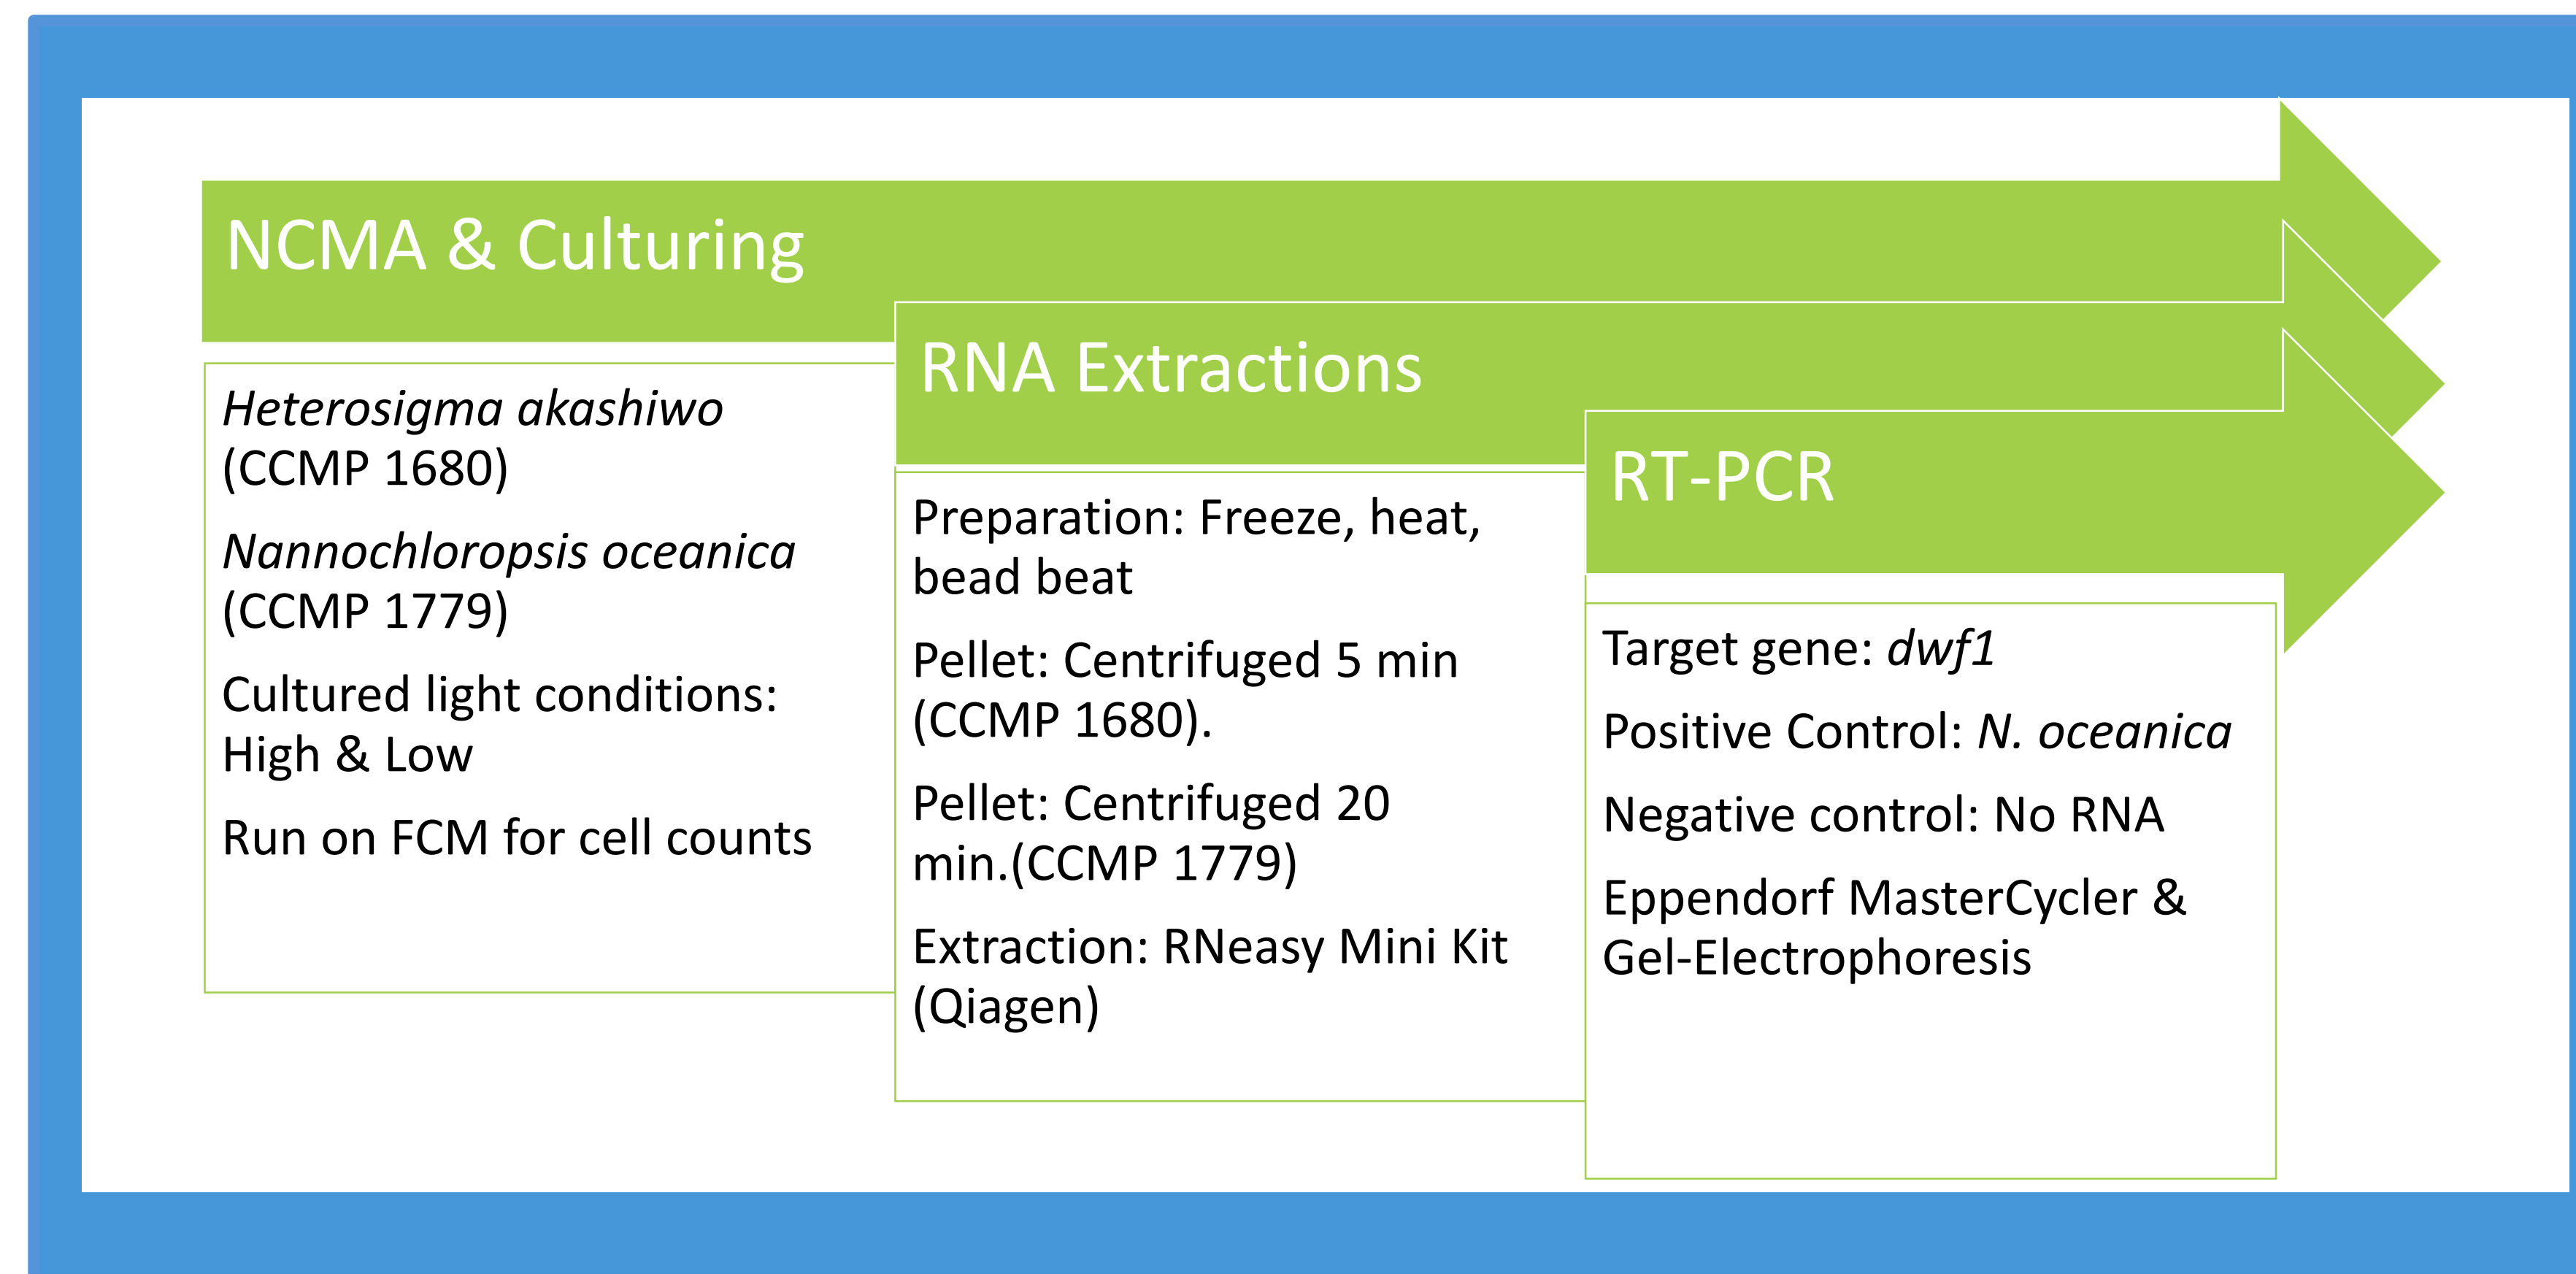 NCMA & Culturing
Heterosigma akashiwo
(CCMP 1680)
Nannochloropsis oceanica
(CCMP 1779)
Cultured light conditions:
High & Low
Run on FCM for cell counts
RNA Extractions
Preparation: Freeze, heat,
bead beat
Pellet: Centrifuged 5 min
(CCMP 1680).
Pellet: Centrifuged 20
min.(CCMP 1779)
Extraction: RNeasy Mini Kit
(Qiagen)
RT-PCR
Target gene: dwf1
Positive Control: N. oceanica
Negative control: No RNA
Eppendorf MasterCycler &
Gel-Electrophoresis